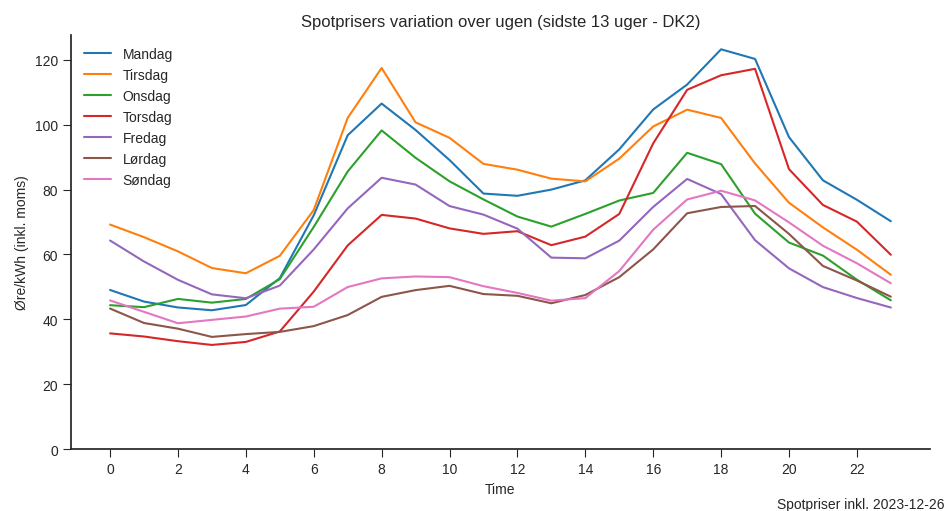 Spotprisers variation over ugen (sidste 13 uger - DK2)
Mandag
Tirsdag
Onsdag
Torsdag
Fredag
Lørdag
Søndag
Øre/kWh (inkl. moms)
120
100
80
60
40
20
0
0 2 4 6 8 10 12 14 16 18 20 22
Time
Spotpriser inkl. 2023-12-26